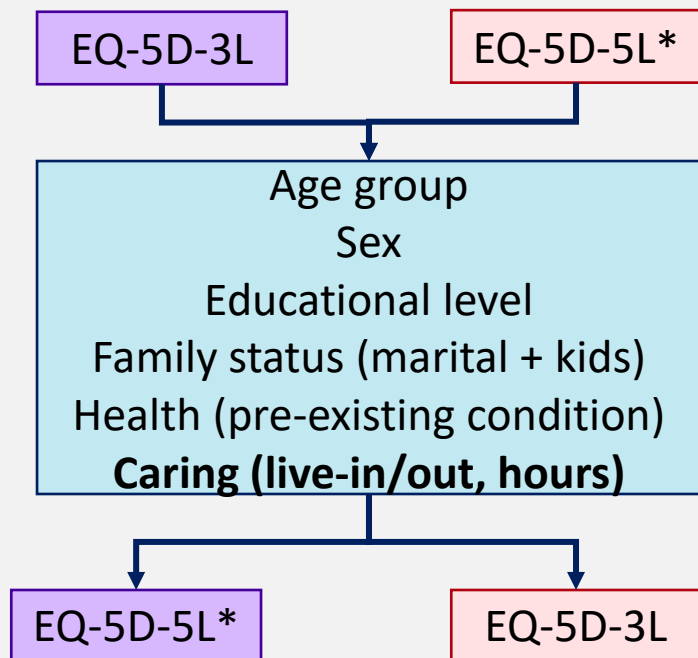 EQ-5D-3L
EQ-5D-5L*
Age group
Sex
Educational level
Family status (marital + kids)
Health (pre-existing condition)
Caring (live-in/out, hours)
EQ-5D-5L*
EQ-5D-3L